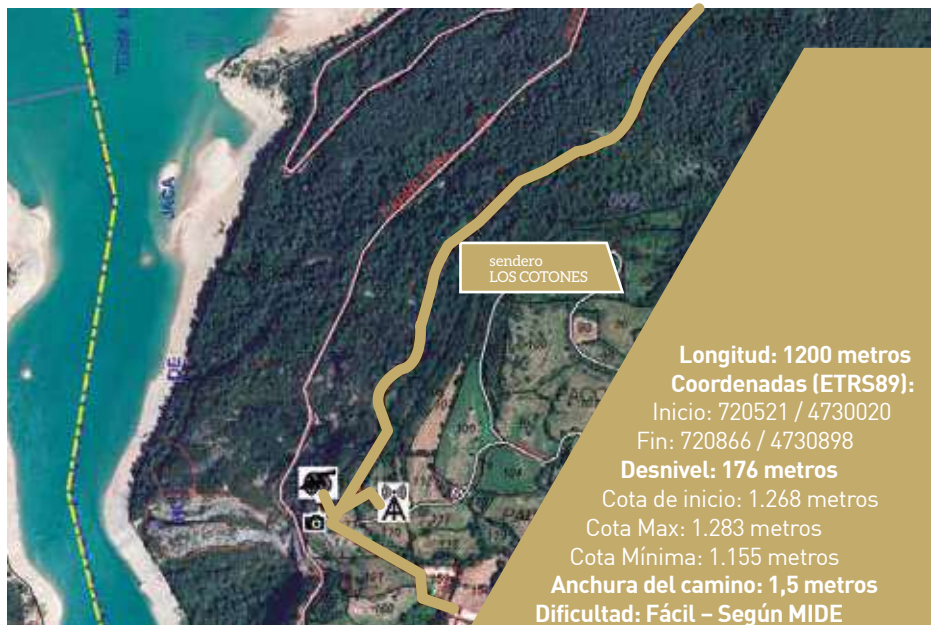 JACA
002
sendero
LOS COTONES
Longitud: 1200 metros
Coordenadas (ETRS89):
Inicio: 720521 / 4730020
Fin: 720866 / 4730898
Desnivel: 176 metros
Cota de inicio: 1.268 metros
Cota Max: 1.283 metros
Cota Mínima: 1.155 metros
Anchura del camino: 1,5 metros
Dificultad: Fácil – Según MIDE